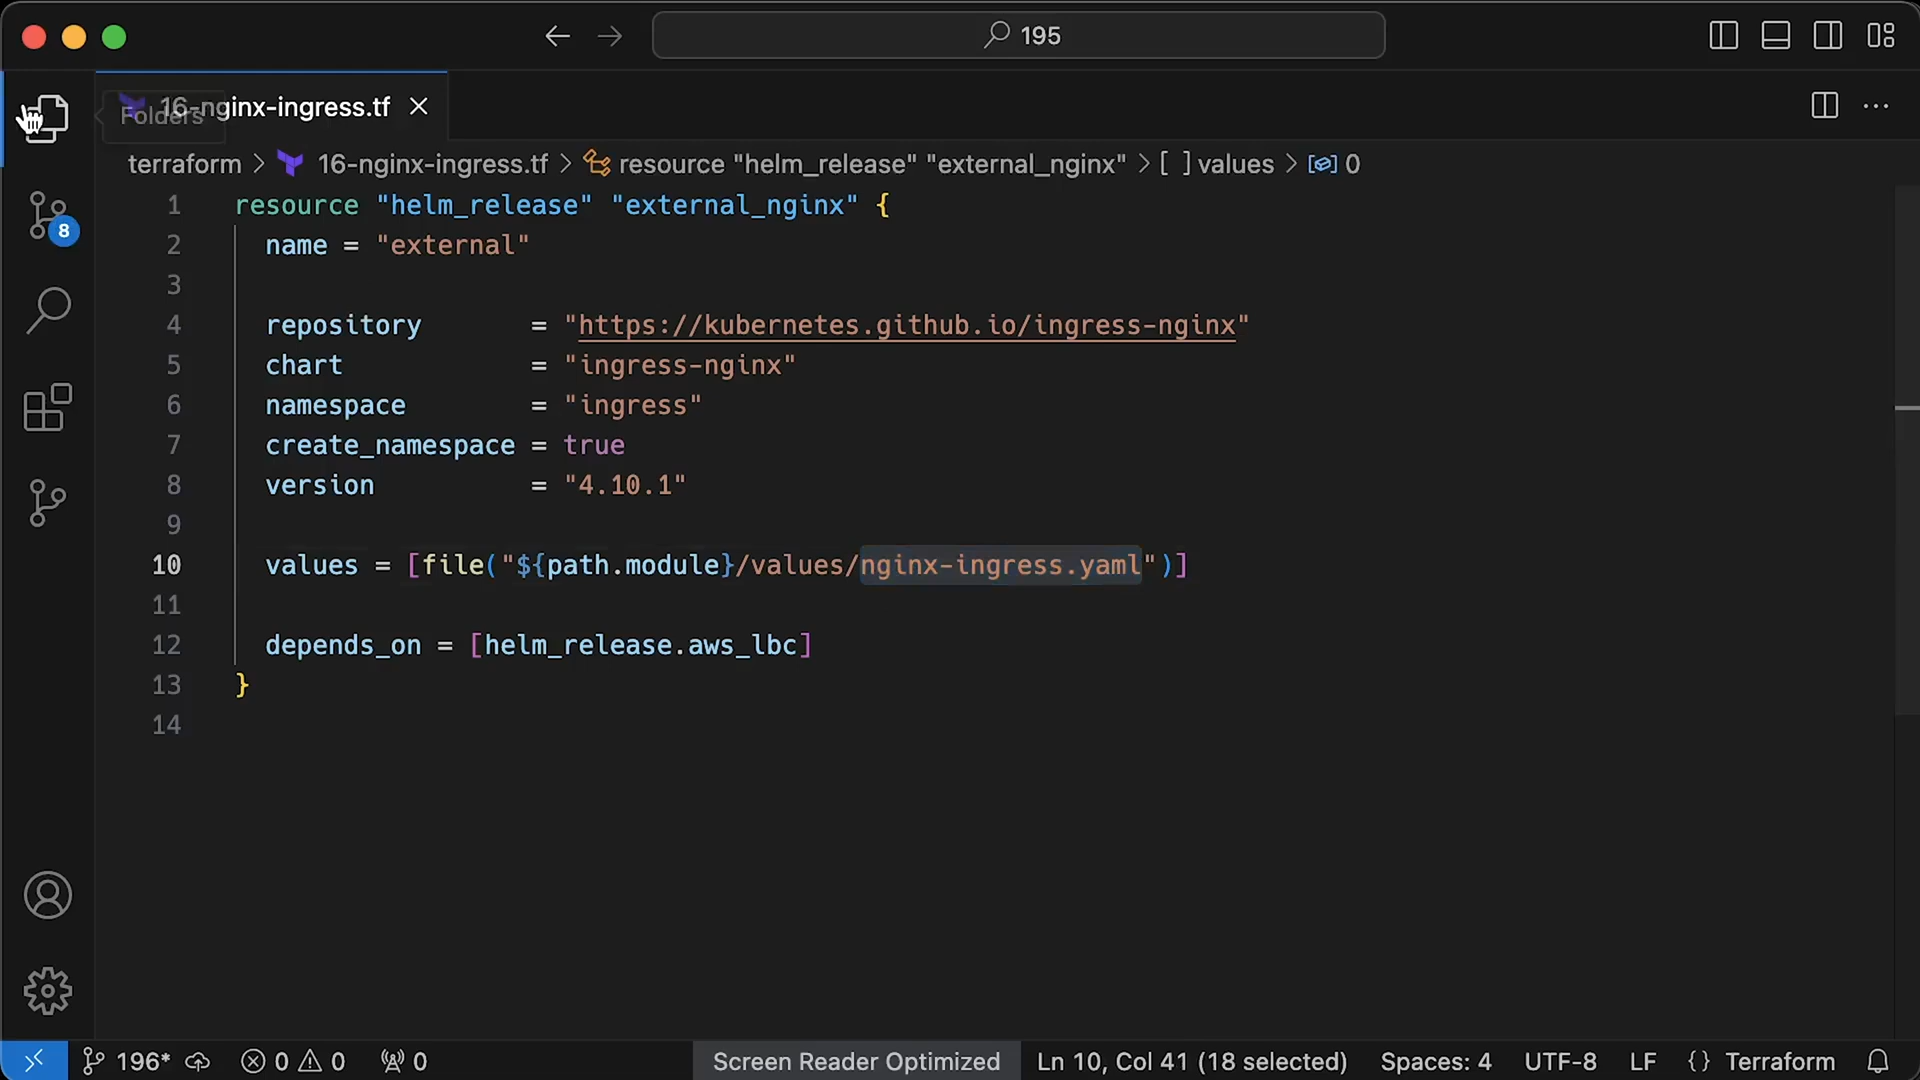 195
16-nginx-ingress.tf
Folders
terraform > 16-nginx-ingress.tf > resource "helm_release" "external_nginx" > [ ] values > 0
1 resource "helm_release" "external_nginx" {
2 name = "external"
3
4 repository = "https://kubernetes.github.io/ingress-nginx"
5 chart = "ingress-nginx"
6 namespace = "ingress"
7 create_namespace = true
8 version = "4.10.1"
9
10 values = [file("${path.module}/values/nginx-ingress.yaml")]
11
12 depends_on = [helm_release.aws_lbc]
13 }
14
8
196* 0 0 0 Screen Reader Optimized Ln 10, Col 41 (18 selected) Spaces: 4 UTF-8 LF {} Terraform